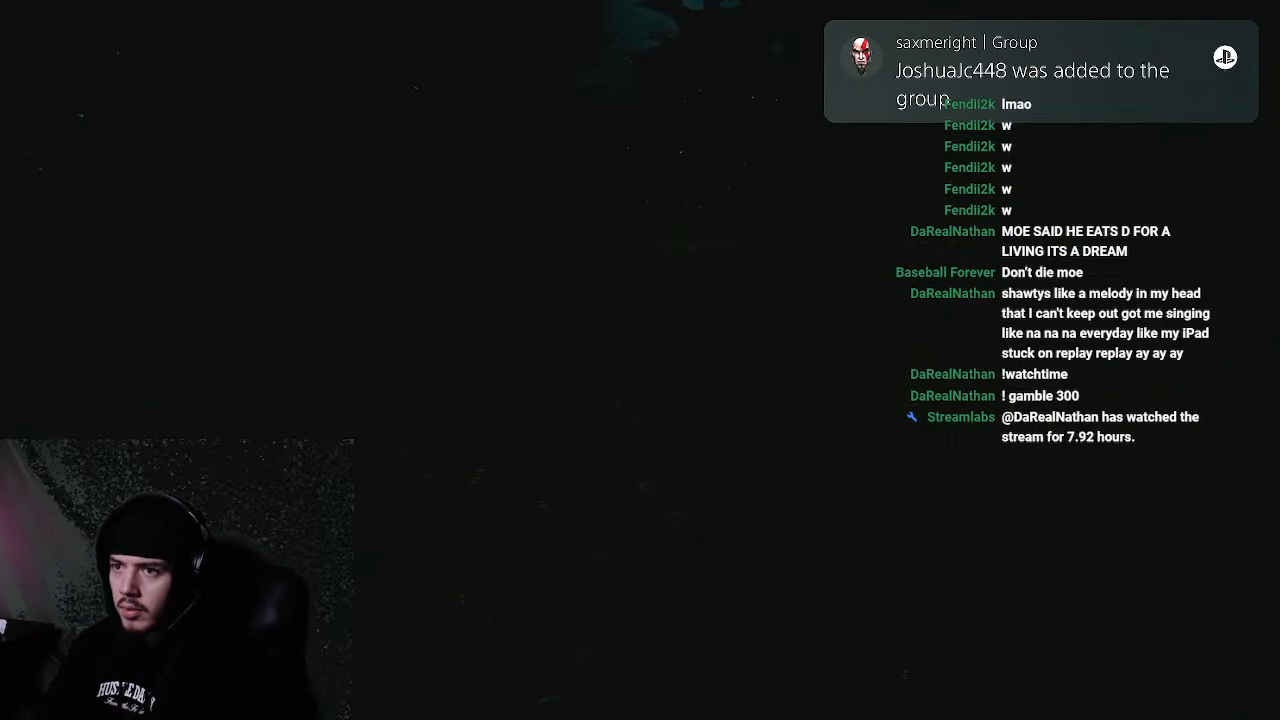 saxmeright | Group
JoshuaJc448 was added to the
group
Fendii2k lmao
Fendii2k w
Fendii2k w
Fendii2k w
Fendii2k w
Fendii2k w
DaRealNathan MOE SAID HE EATS D FOR A
LIVING ITS A DREAM
Baseball Forever Don't die moe
DaRealNathan shawtys like a melody in my head
that I can't keep out got me singing
like na na na everyday like my iPad
stuck on replay replay ay ay ay
DaRealNathan !watchtime
DaRealNathan ! gamble 300
Streamlabs @DaRealNathan has watched the
stream for 7.92 hours.